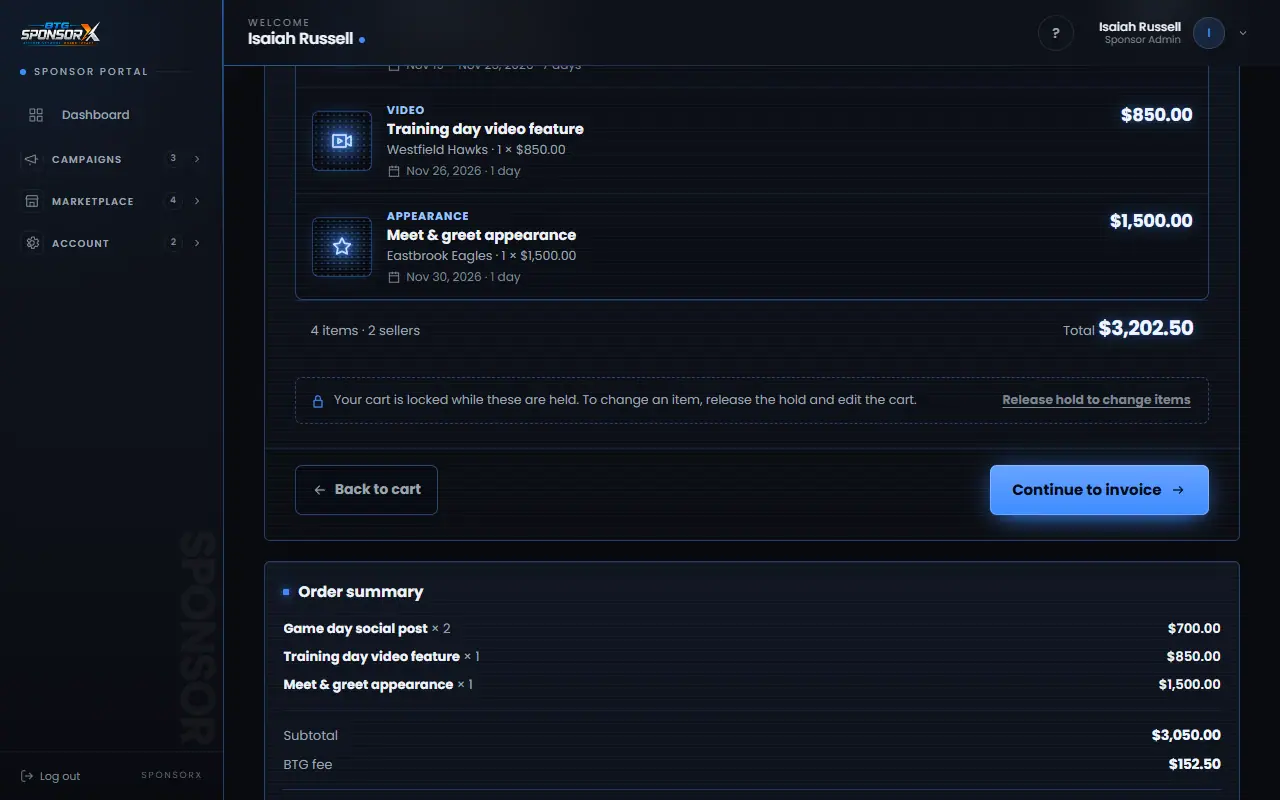 BTG
SPONSORX
SPONSOR PORTAL
Dashboard
CAMPAIGNS 3
MARKETPLACE 4
ACCOUNT 2
SPONSOR
Log out
SPONSORX
WELCOME
Isaiah Russell
?
Isaiah Russell
Sponsor Admin
I
VIDEO
Training day video feature
Westfield Hawks · 1 × $850.00
Nov 26, 2026 · 1 day
$850.00
APPEARANCE
Meet & greet appearance
Eastbrook Eagles · 1 × $1,500.00
Nov 30, 2026 · 1 day
$1,500.00
4 items · 2 sellers
Total $3,202.50
Your cart is locked while these are held. To change an item, release the hold and edit the cart.
Release hold to change items
← Back to cart
Continue to invoice →
Order summary
Game day social post × 2 $700.00
Training day video feature × 1 $850.00
Meet & greet appearance × 1 $1,500.00
Subtotal $3,050.00
BTG fee $152.50